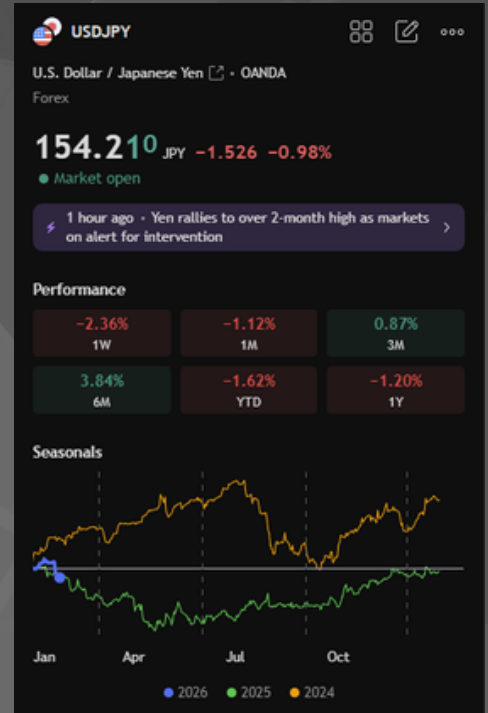 USDJPY
U.S. Dollar / Japanese Yen · OANDA
Forex
154.210 JPY −1.526 −0.98%
Market open
1 hour ago · Yen rallies to over 2-month high as markets
on alert for intervention
Performance
−2.36% −1.12% 0.87%
1W 1M 3M
3.84% −1.62% −1.20%
6M YTD 1Y
Seasonals
Jan Apr Jul Oct
2026 2025 2024